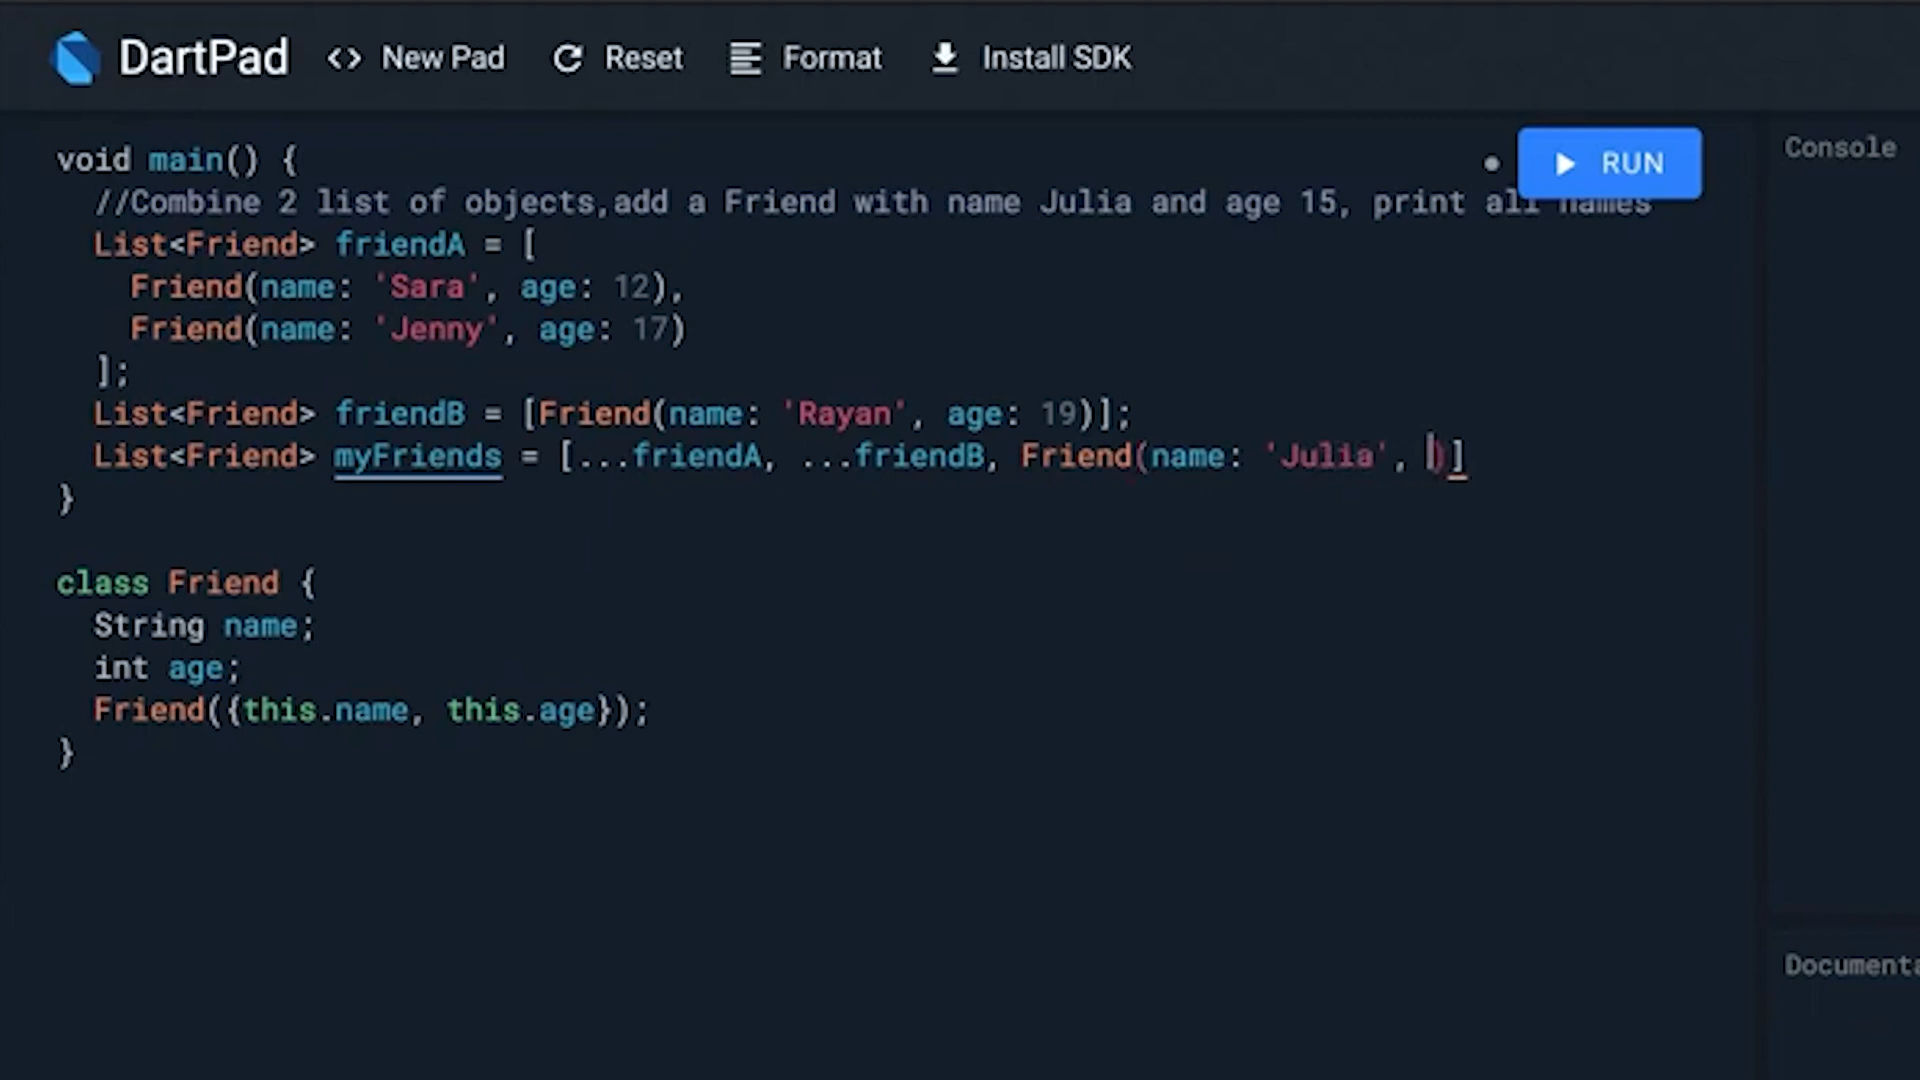 DartPad <> New Pad Reset Format Install SDK
Console
RUN
void main() {
//Combine 2 list of objects,add a Friend with name Julia and age 15, print all names
List<Friend> friendA = [
Friend(name: 'Sara', age: 12),
Friend(name: 'Jenny', age: 17)
];
List<Friend> friendB = [Friend(name: 'Rayan', age: 19)];
List<Friend> myFriends = [...friendA, ...friendB, Friend(name: 'Julia', )]
}
class Friend {
String name;
int age;
Friend({this.name, this.age});
}
Documenta